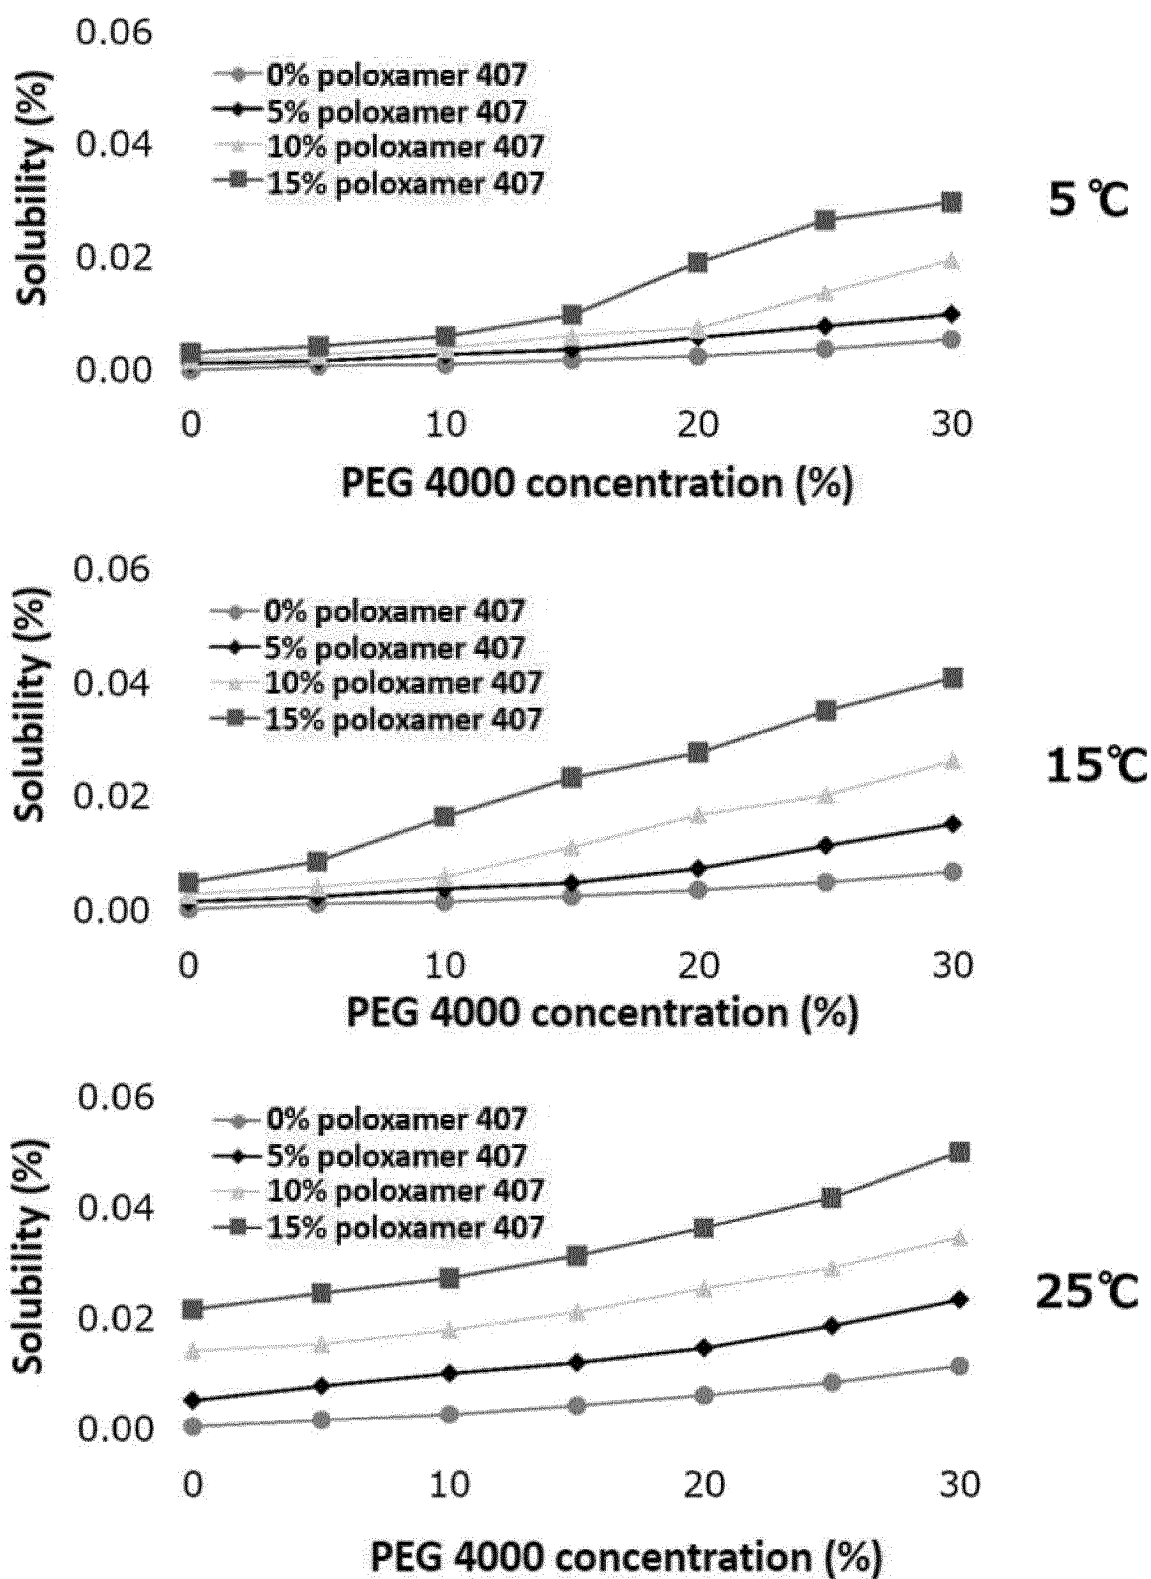 0.06
0% poloxamer 407
5% poloxamer 407
0.04
10% poloxamer 407
15% poloxamer 407
5 ℃
Solubility (%)
0.02
0.00
0 10 20 30
PEG 4000 concentration (%)
0.06
0% poloxamer 407
5% poloxamer 407
0.04
10% poloxamer 407
15% poloxamer 407
15℃
Solubility (%)
0.02
0.00
0 10 20 30
PEG 4000 concentration (%)
0.06
0% poloxamer 407
5% poloxamer 407
10% poloxamer 407
0.04
15% poloxamer 407
25℃
Solubility (%)
0.02
0.00
0 10 20 30
PEG 4000 concentration (%)